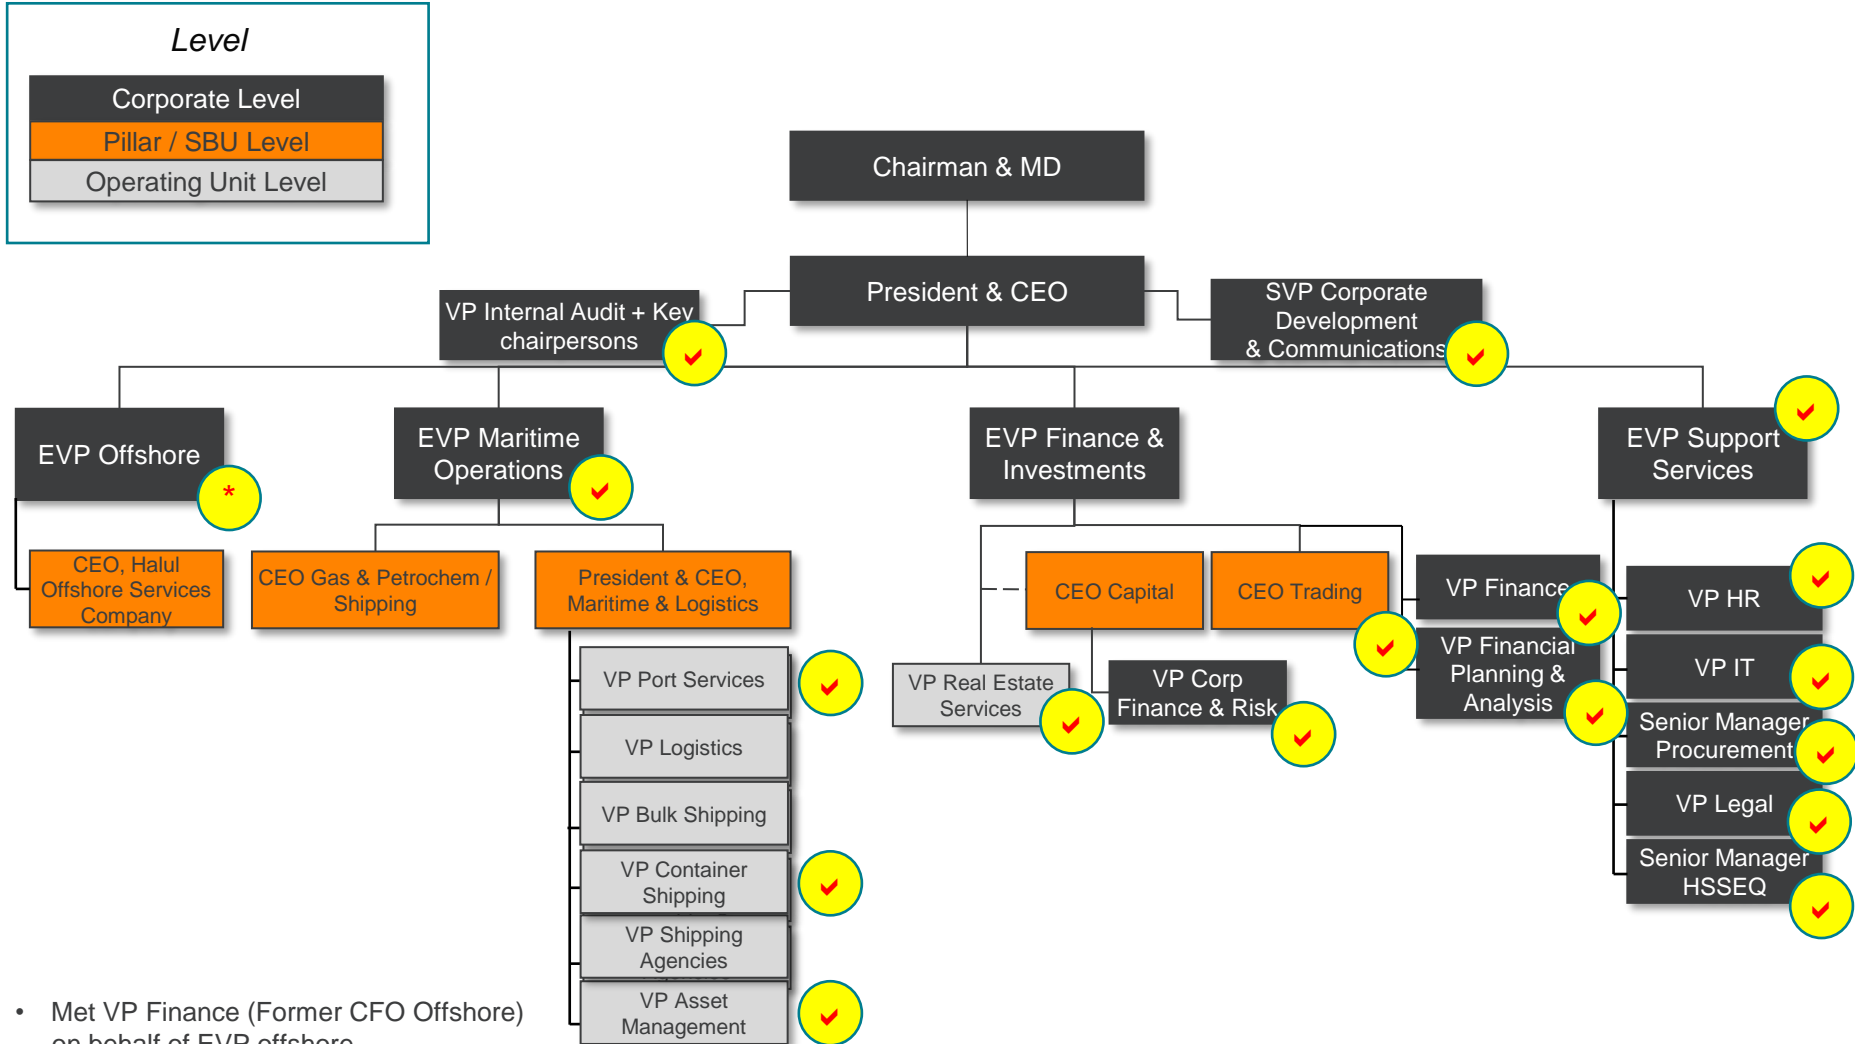 Level
Corporate Level
Pillar / SBU Level
Operating Unit Level
Chairman & MD
President & CEO
VP Internal Audit + Key
chairpersons
SVP Corporate
Development
& Communications
EVP Offshore
*
EVP Maritime
Operations
EVP Finance &
Investments
EVP Support
Services
CEO, Halul
Offshore Services
Company
CEO Gas & Petrochem /
Shipping
President & CEO,
Maritime & Logistics
CEO Capital
CEO Trading
VP Finance
VP Financial
Planning &
Analysis
VP HR
VP IT
Senior Manager
Procurement
VP Legal
Senior Manager
HSSEQ
VP Real Estate
Services
VP Corp
Finance & Risk
VP Port Services
VP Logistics
VP Bulk Shipping
VP Container
Shipping
VP Shipping
Agencies
VP Asset
Management
• Met VP Finance (Former CFO Offshore)
on behalf of EVP offshore